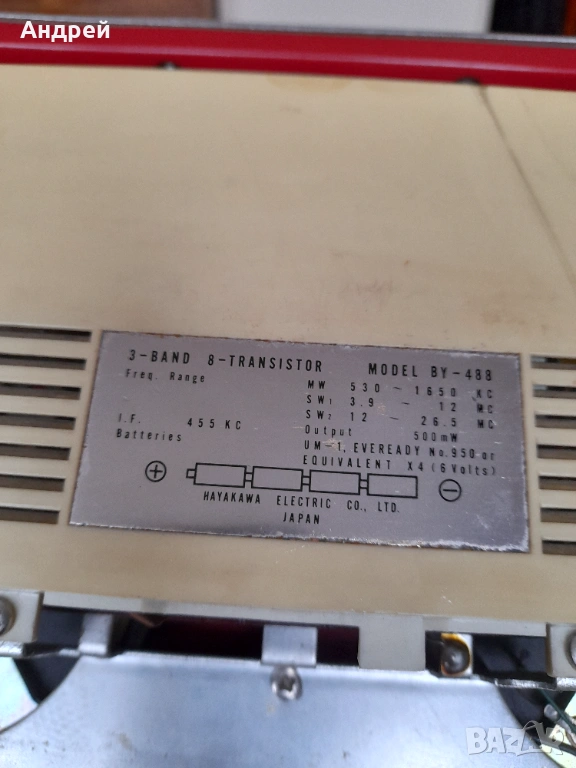 Андрей
3-BAND 8-TRANSISTOR MODEL BY-488
Freq. Range MW 530 ~ 1650 KC
SW1 3.9 ~ 12 MC
SW2 12 ~ 26.5 MC
I.F. 455 KC Output 500mW
Batteries UM-1, EVEREADY No.950 or
EQUIVALENT X4 (6 Volts)
+ −
HAYAKAWA ELECTRIC CO., LTD.
JAPAN
BAZAR